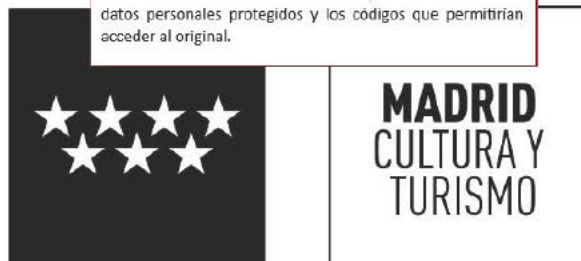 datos personales protegidos y los códigos que permitirían
acceder al original.
MADRID
CULTURA Y
TURISMO